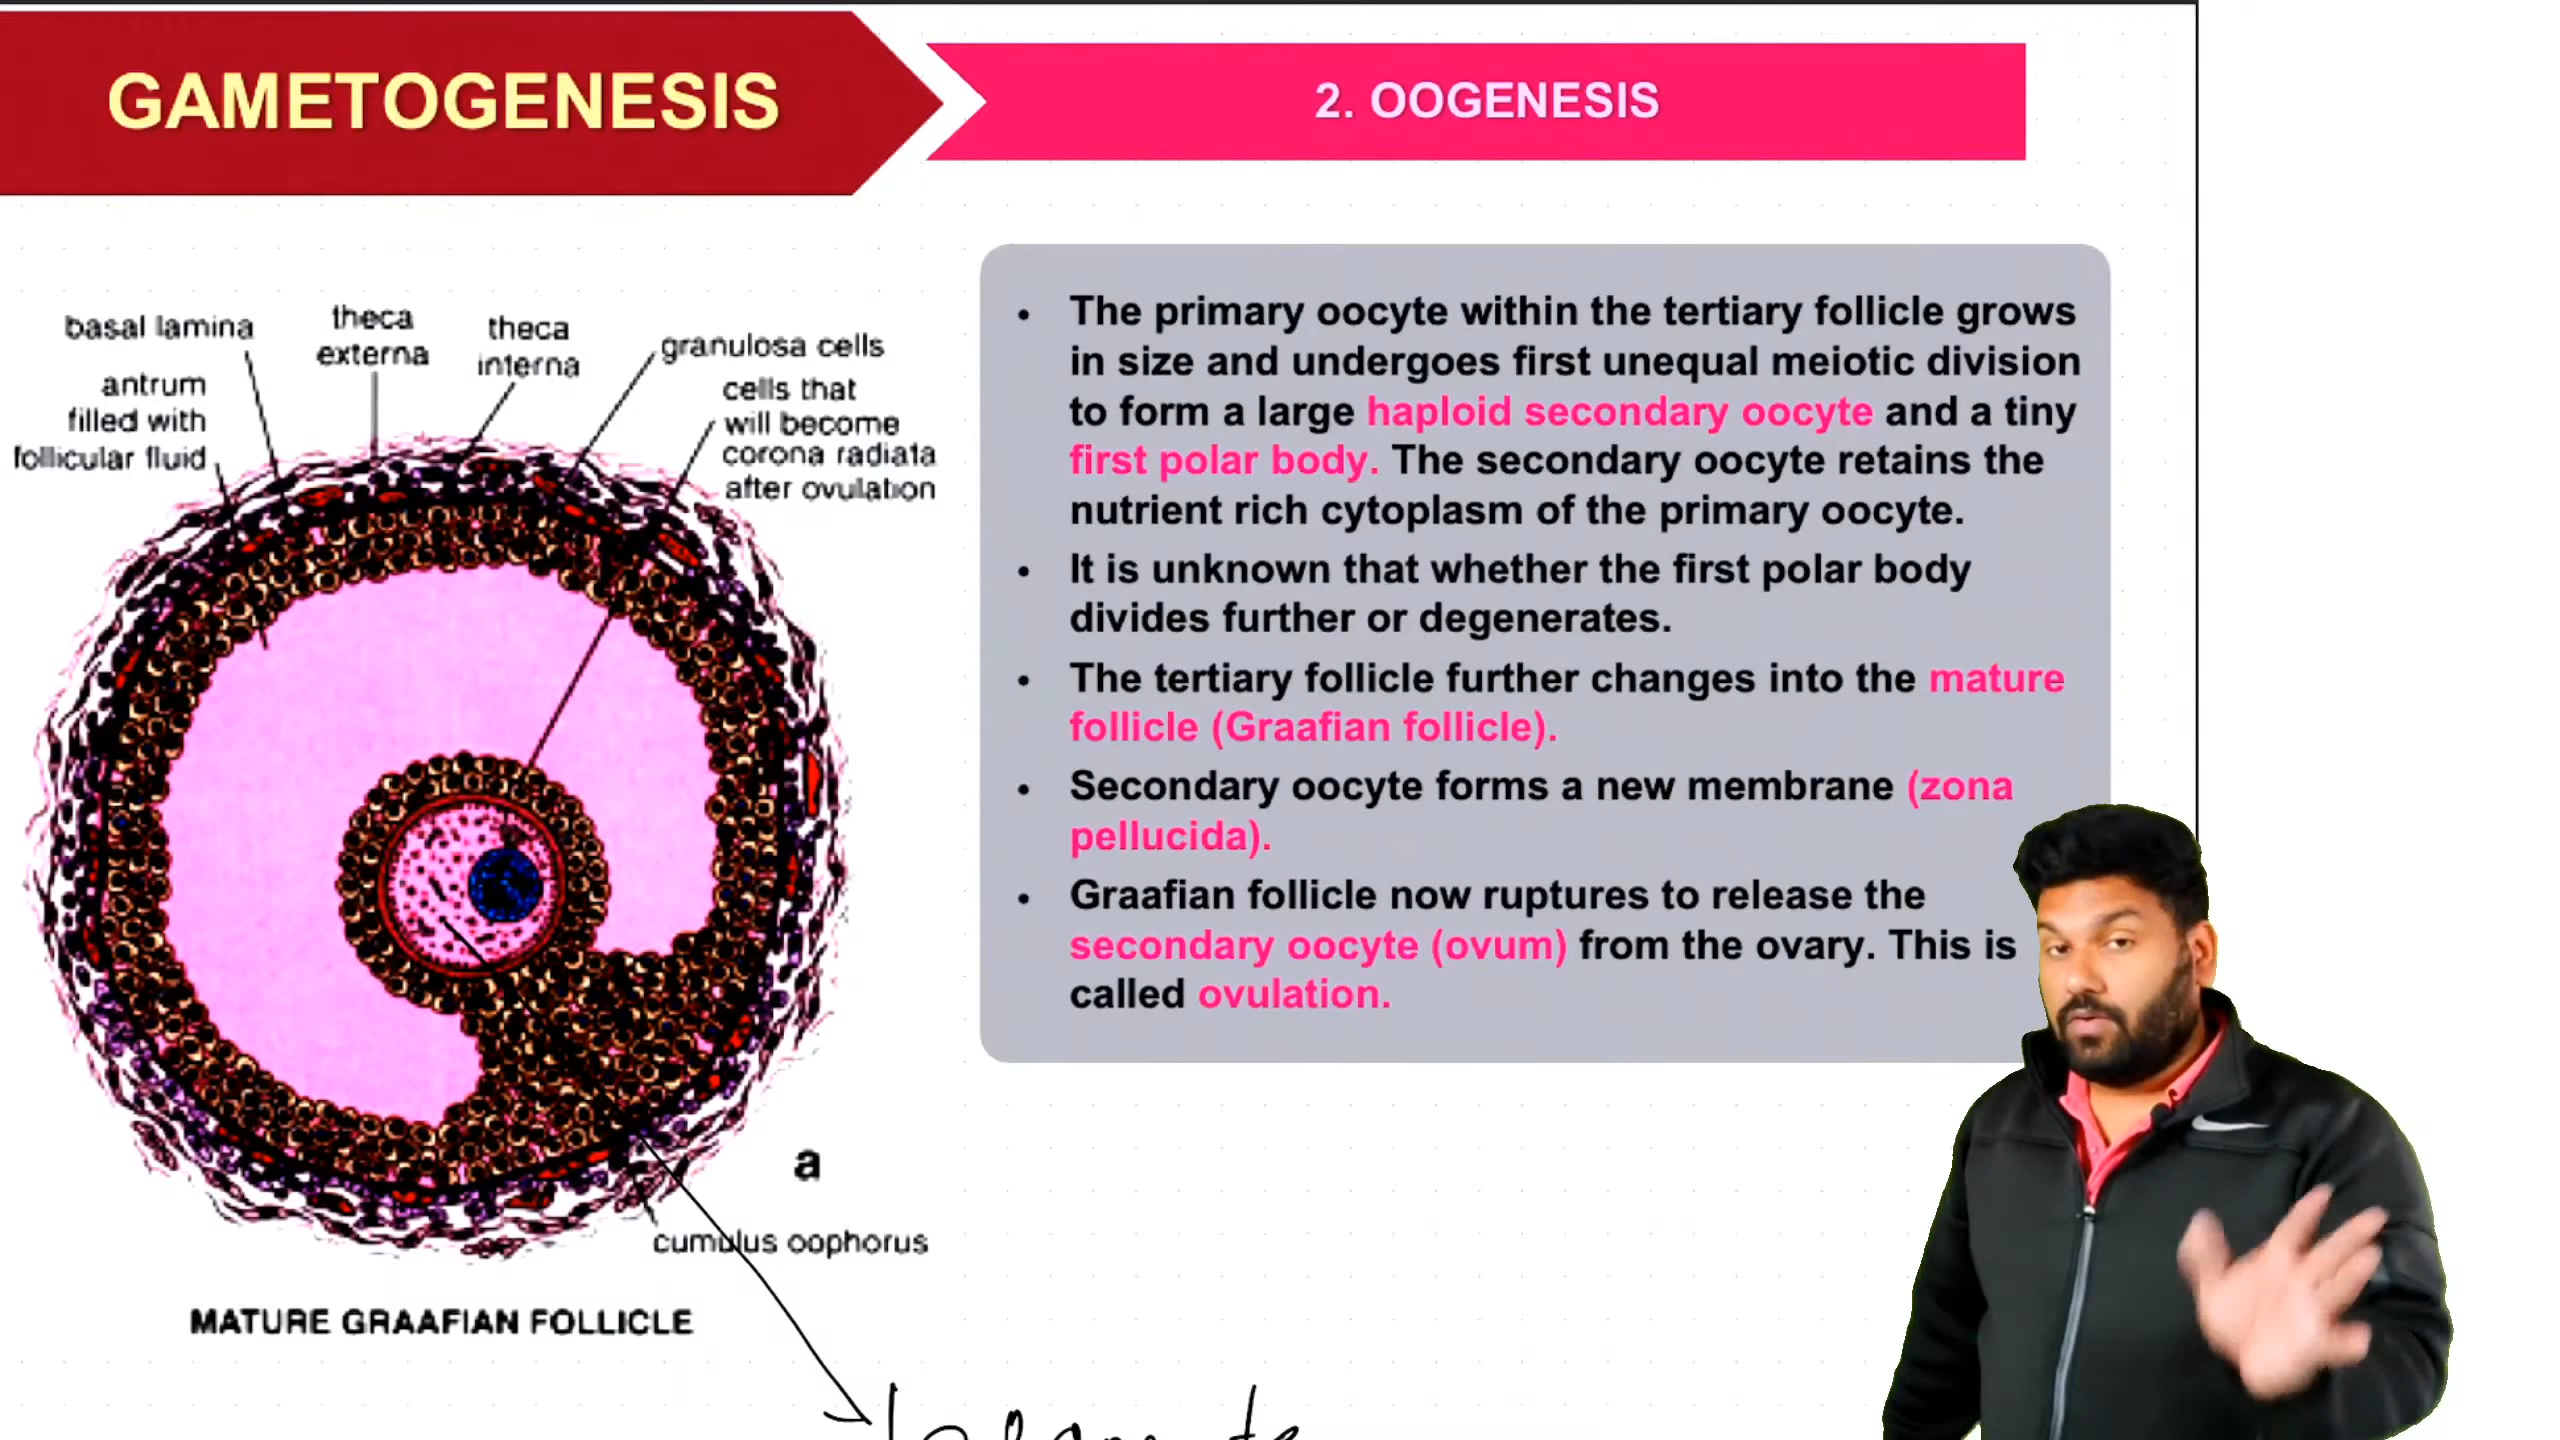 GAMETOGENESIS
2. OOGENESIS
basal lamina
theca
externa
theca
interna
granulosa cells
antrum
filled with
follicular fluid
cells that
will become
corona radiata
after ovulation
a
cumulus oophorus
MATURE GRAAFIAN FOLLICLE
• The primary oocyte within the tertiary follicle grows
in size and undergoes first unequal meiotic division
to form a large haploid secondary oocyte and a tiny
first polar body. The secondary oocyte retains the
nutrient rich cytoplasm of the primary oocyte.
• It is unknown that whether the first polar body
divides further or degenerates.
• The tertiary follicle further changes into the mature
follicle (Graafian follicle).
• Secondary oocyte forms a new membrane (zona
pellucida).
• Graafian follicle now ruptures to release the
secondary oocyte (ovum) from the ovary. This is
called ovulation.